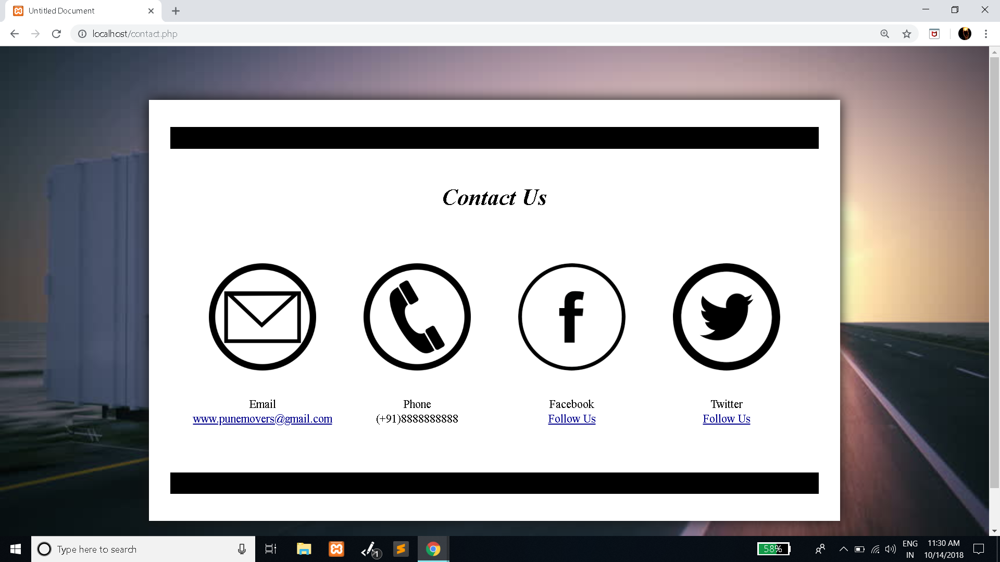 Untitled Document
localhost/contact.php
Contact Us
Email
www.punemovers@gmail.com
Phone
(+91)8888888888
Facebook
Follow Us
Twitter
Follow Us
Type here to search
1
58%
ENG
IN
11:30 AM
10/14/2018